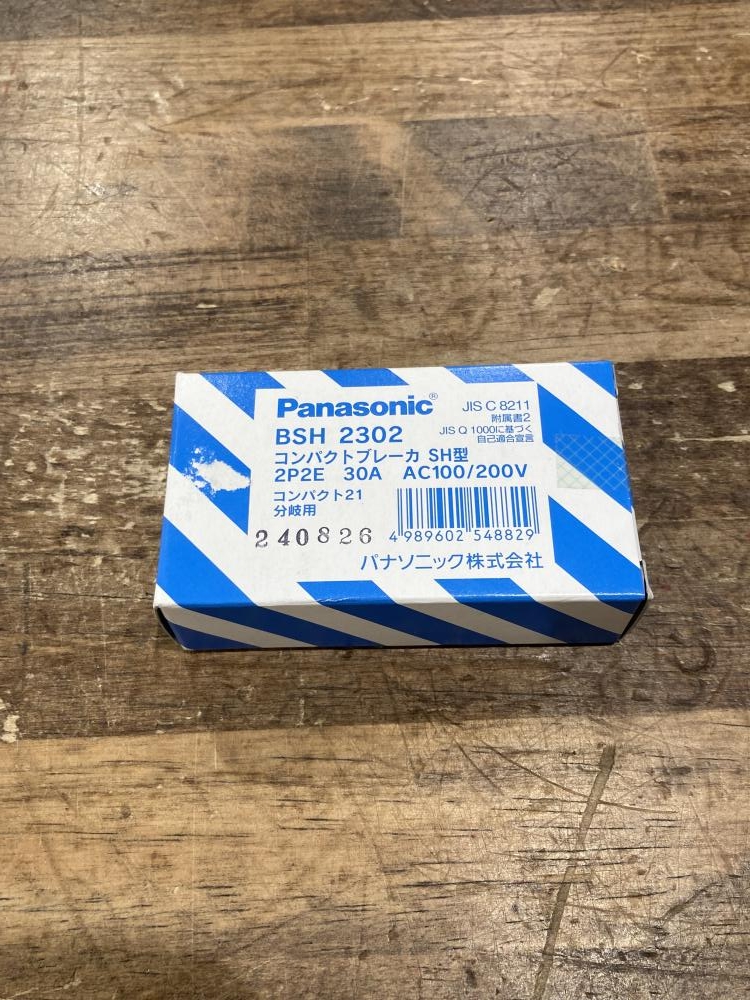 Panasonic®
JIS C 8211
附属書2
JIS Q 1000に基づく
自己適合宣言
BSH 2302
コンパクトブレーカ SH型
2P2E 30A AC100/200V
コンパクト21
分岐用
240826
4989602 548829
パナソニック株式会社